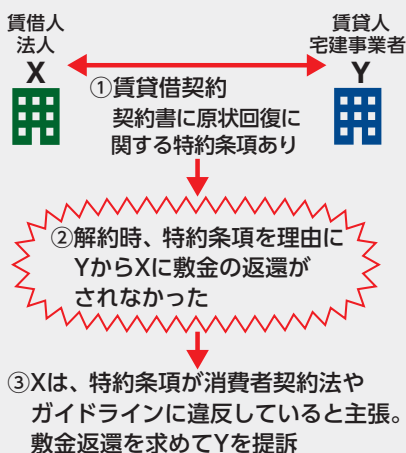 賃借人
法人
X
賃貸人
宅建事業者
Y
①賃貸借契約
契約書に原状回復に
関する特約条項あり
②解約時、特約条項を理由に
YからXに敷金の返還が
されなかった
③Xは、特約条項が消費者契約法や
ガイドラインに違反していると主張。
敷金返還を求めてYを提訴